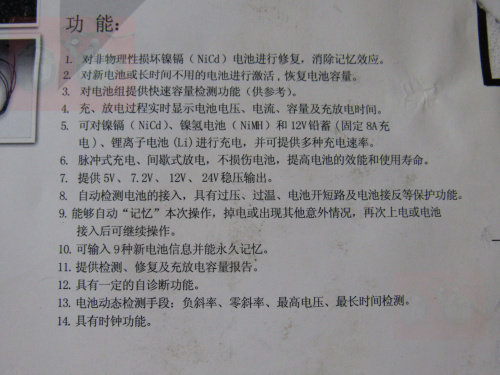 功 能:
1. 对非物理性损坏镍镉（NiCd）电池进行修复，消除记忆效应。
2. 对新电池或长时间不用的电池进行激活,恢复电池容量。
3. 对电池组提供快速容量检测功能（供参考）。
4. 充、放电过程实时显示电池电压、电流、容量及充放电时间。
5. 可对镍镉（NiCd）、镍氢电池（NiMH）和12V铅蓄(固定8A充
电)、锂离子电池(Li)进行充电，并可提供多种充电速率。
6. 脉冲式充电、间歇式放电，不损伤电池，提高电池的效能和使用寿命。
7. 提供5V、7.2V、12V、24V稳压输出。
8. 自动检测电池的接入，具有过压、过温、电池开短路及电池接反等保护功能。
9. 能够自动“记忆”本次操作，掉电或出现其他意外情况，再次上电或电池
接入后可继续操作。
10. 可输入9种新电池信息并能永久记忆。
11. 提供检测、修复及充放电容量报告。
12. 具有一定的自诊断功能。
13. 电池动态检测手段：负斜率、零斜率、最高电压、最长时间检测。
14. 具有时钟功能。